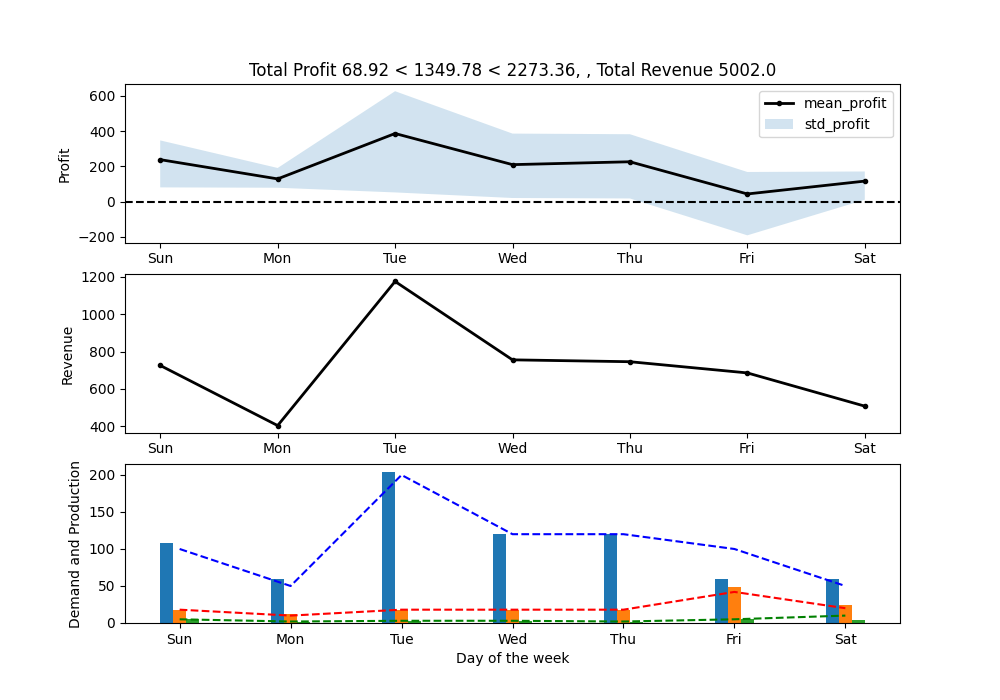 Total Profit 68.92 < 1349.78 < 2273.36, , Total Revenue 5002.0
600
400
200
0
−200
Profit
mean_profit
std_profit
Sun Mon Tue Wed Thu Fri Sat
1200
1000
800
600
400
Revenue
Sun Mon Tue Wed Thu Fri Sat
200
150
100
50
0
Demand and Production
Sun Mon Tue Wed Thu Fri Sat
Day of the week